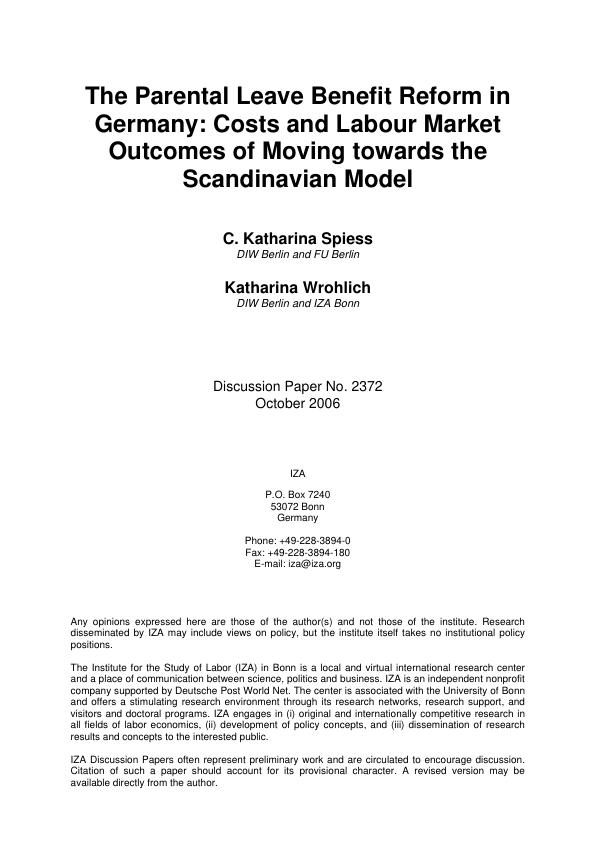 The Parental Leave Benefit Reform in
Germany: Costs and Labour Market
Outcomes of Moving towards the
Scandinavian Model
C. Katharina Spiess
DIW Berlin and FU Berlin
Katharina Wrohlich
DIW Berlin and IZA Bonn
Discussion Paper No. 2372
October 2006
IZA
P.O. Box 7240
53072 Bonn
Germany
Phone: +49-228-3894-0
Fax: +49-228-3894-180
E-mail: iza@iza.org
Any opinions expressed here are those of the author(s) and not those of the institute. Research
disseminated by IZA may include views on policy, but the institute itself takes no institutional policy
positions.
The Institute for the Study of Labor (IZA) in Bonn is a local and virtual international research center
and a place of communication between science, politics and business. IZA is an independent nonprofit
company supported by Deutsche Post World Net. The center is associated with the University of Bonn
and offers a stimulating research environment through its research networks, research support, and
visitors and doctoral programs. IZA engages in (i) original and internationally competitive research in
all fields of labor economics, (ii) development of policy concepts, and (iii) dissemination of research
results and concepts to the interested public.
IZA Discussion Papers often represent preliminary work and are circulated to encourage discussion.
Citation of such a paper should account for its provisional character. A revised version may be
available directly from the author.